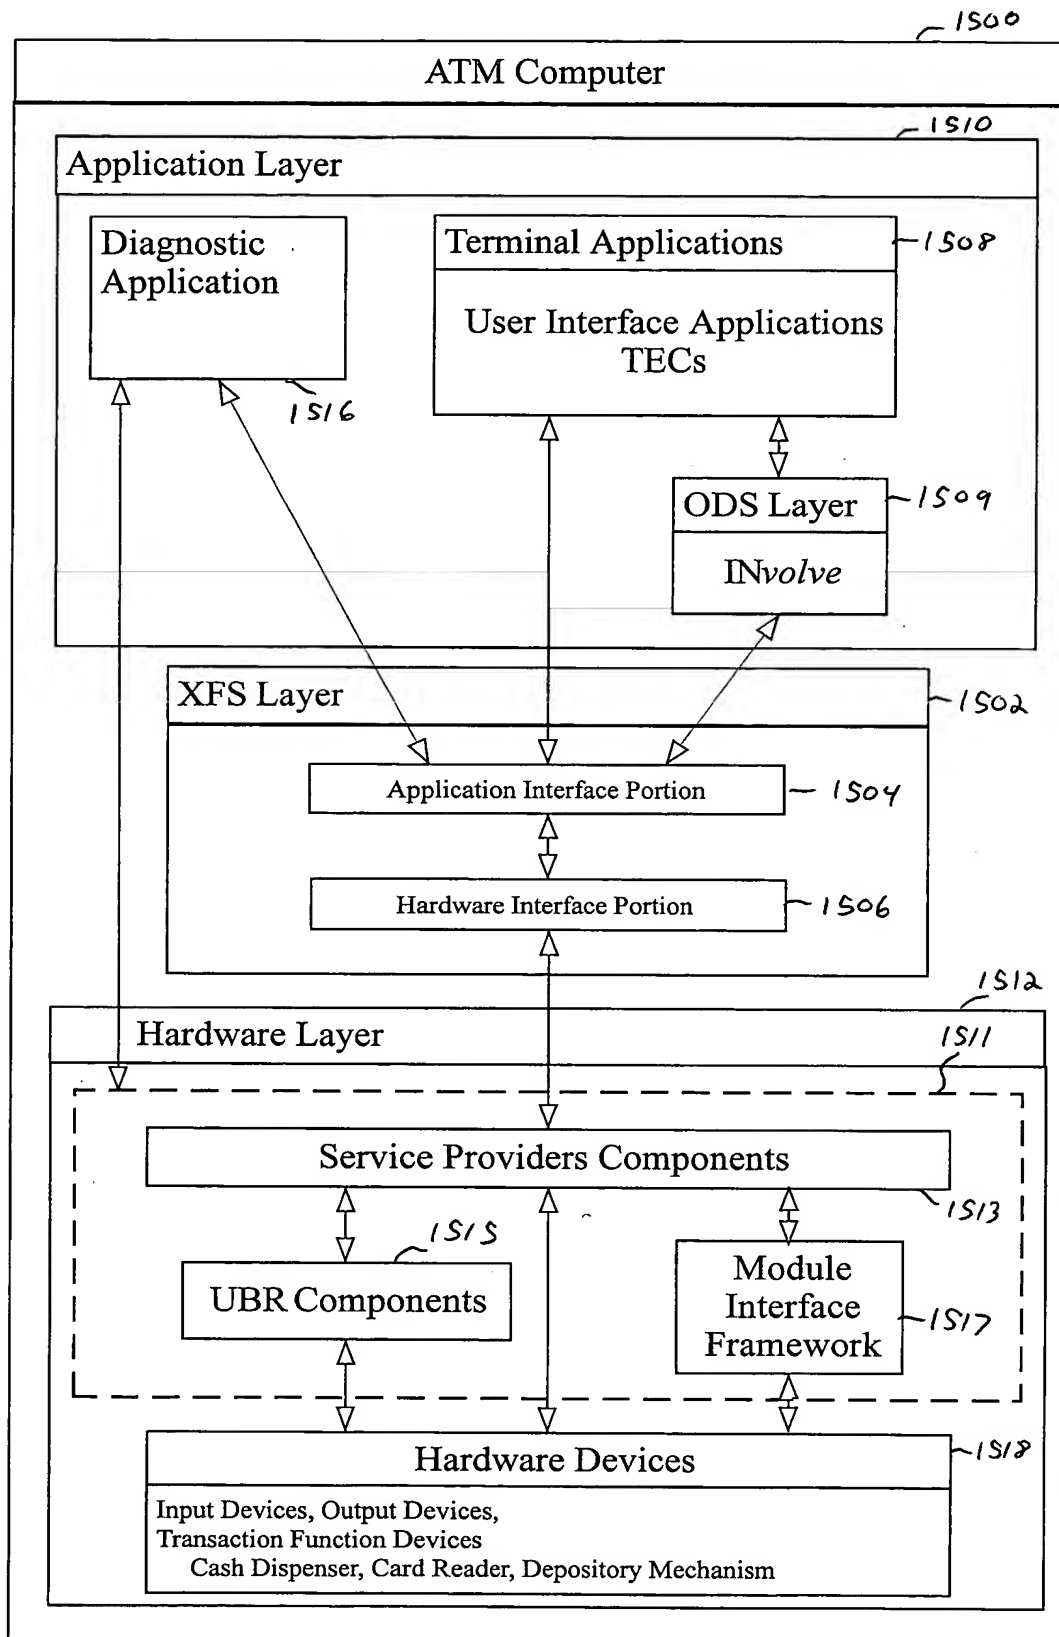 1500
ATM Computer
1510
Application Layer
Diagnostic
Application
1516
Terminal Applications
1508
User Interface Applications
TECs
ODS Layer
1509
INvolve
XFS Layer
1502
Application Interface Portion
1504
Hardware Interface Portion
1506
1512
Hardware Layer
1511
Service Providers Components
1513
1515
UBR Components
Module
Interface
Framework
1517
Hardware Devices
1518
Input Devices, Output Devices,
Transaction Function Devices
Cash Dispenser, Card Reader, Depository Mechanism